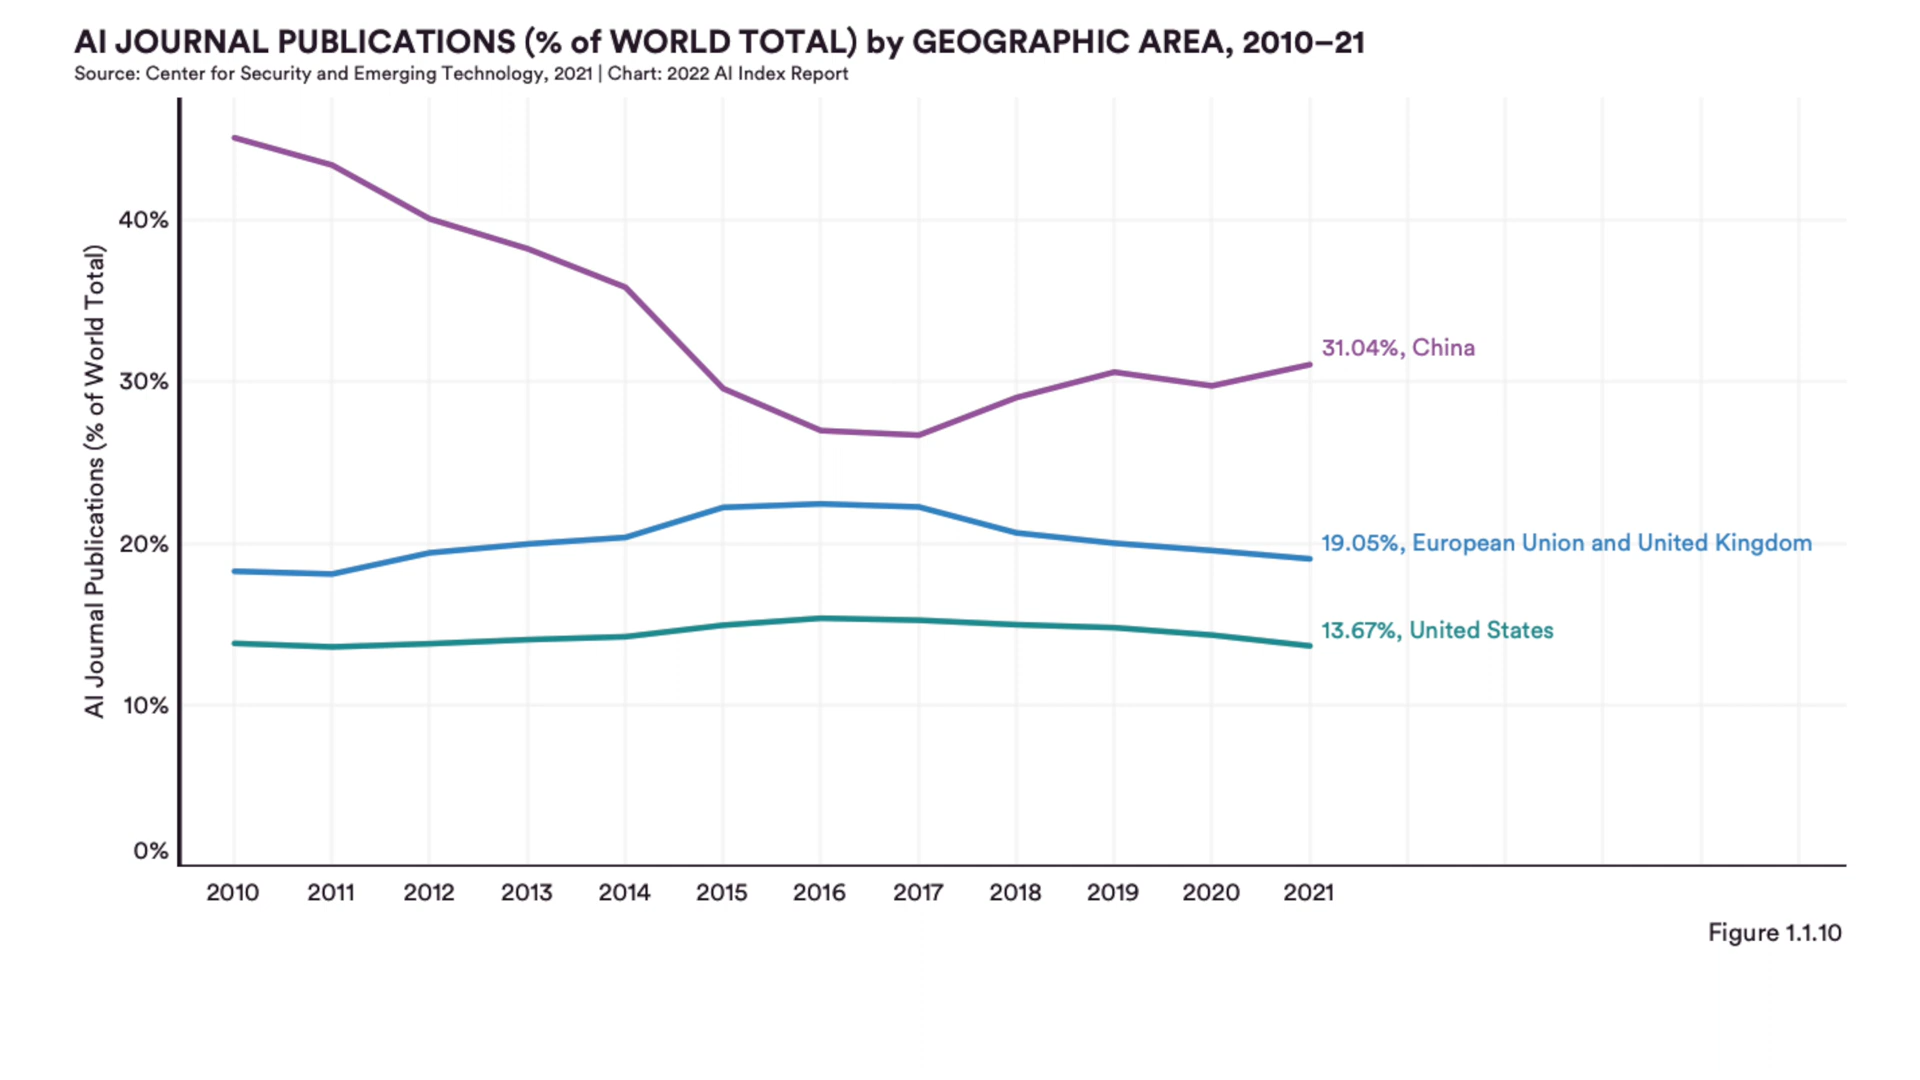 AI JOURNAL PUBLICATIONS (% of WORLD TOTAL) by GEOGRAPHIC AREA, 2010–21
Source: Center for Security and Emerging Technology, 2021 | Chart: 2022 AI Index Report
AI Journal Publications (% of World Total)
40%
30%
20%
10%
0%
31.04%, China
19.05%, European Union and United Kingdom
13.67%, United States
2010 2011 2012 2013 2014 2015 2016 2017 2018 2019 2020 2021
Figure 1.1.10